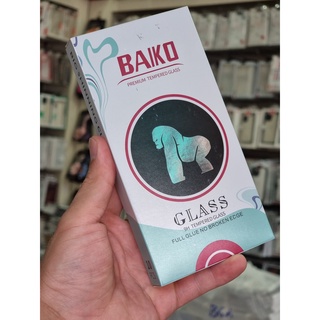 BAIKO
PREMIUM TEMPERED GLASS
GLASS
9H TEMPERED GLASS
FULL GLUE NO BROKEN EDGE